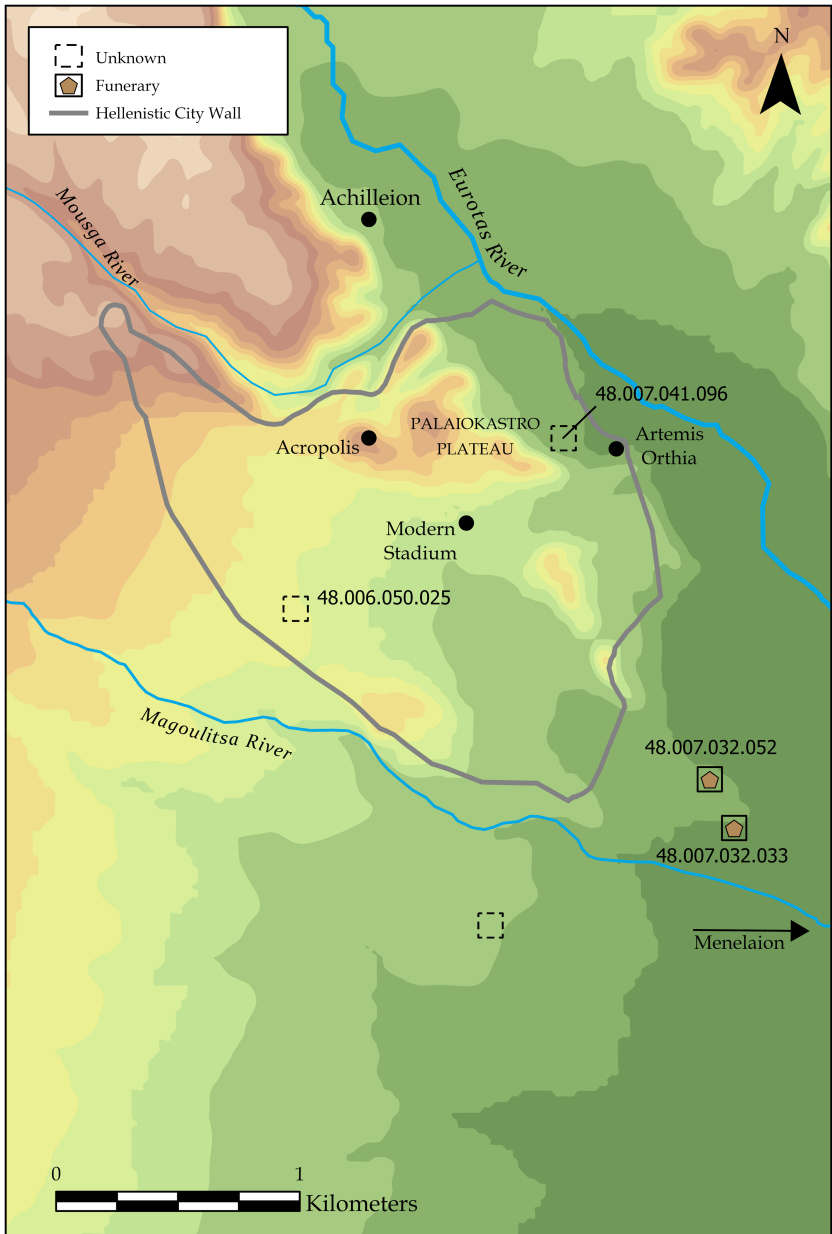 Unknown
Funerary
Hellenistic City Wall
N
Mousga River
Achilleion
Eurotas River
48.007.041.096
PALAIOKASTRO
PLATEAU
Acropolis
Artemis
Orthia
Modern
Stadium
48.006.050.025
Magoulitsa River
48.007.032.052
48.007.032.033
Menelaion
0 1
Kilometers